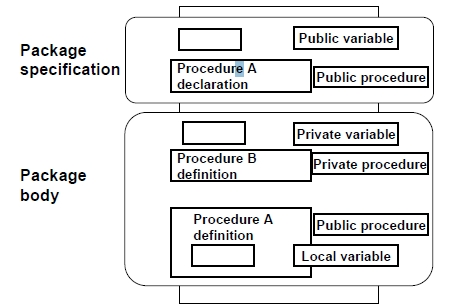 Package
specification
Public variable
Procedure A
declaration
Public procedure
Package
body
Private variable
Procedure B
definition
Private procedure
Procedure A
definition
Public procedure
Local variable